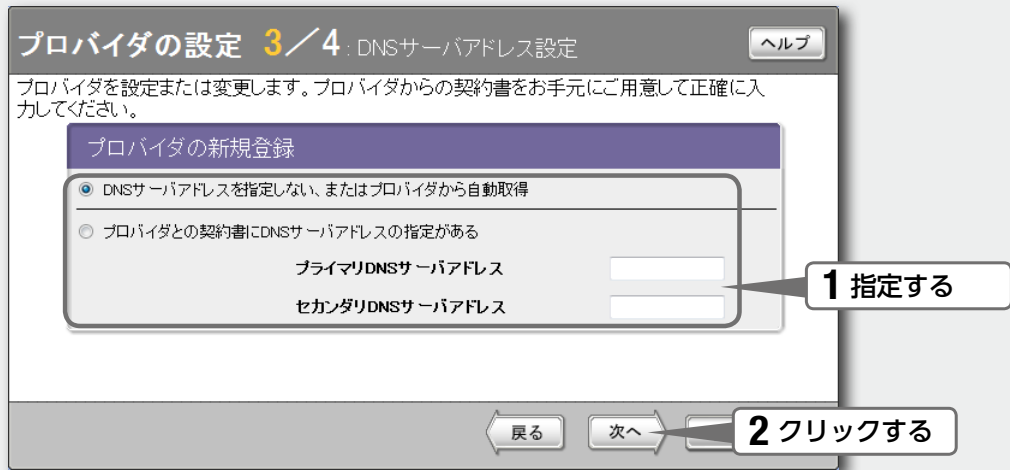 プロバイダの設定 3／4 : DNSサーバアドレス設定
ヘルプ
プロバイダを設定または変更します。プロバイダからの契約書をお手元にご用意して正確に入
力してください。
プロバイダの新規登録
DNSサーバアドレスを指定しない、またはプロバイダから自動取得
プロバイダとの契約書にDNSサーバアドレスの指定がある
プライマリDNSサーバアドレス
セカンダリDNSサーバアドレス
1 指定する
戻る
次へ
2 クリックする